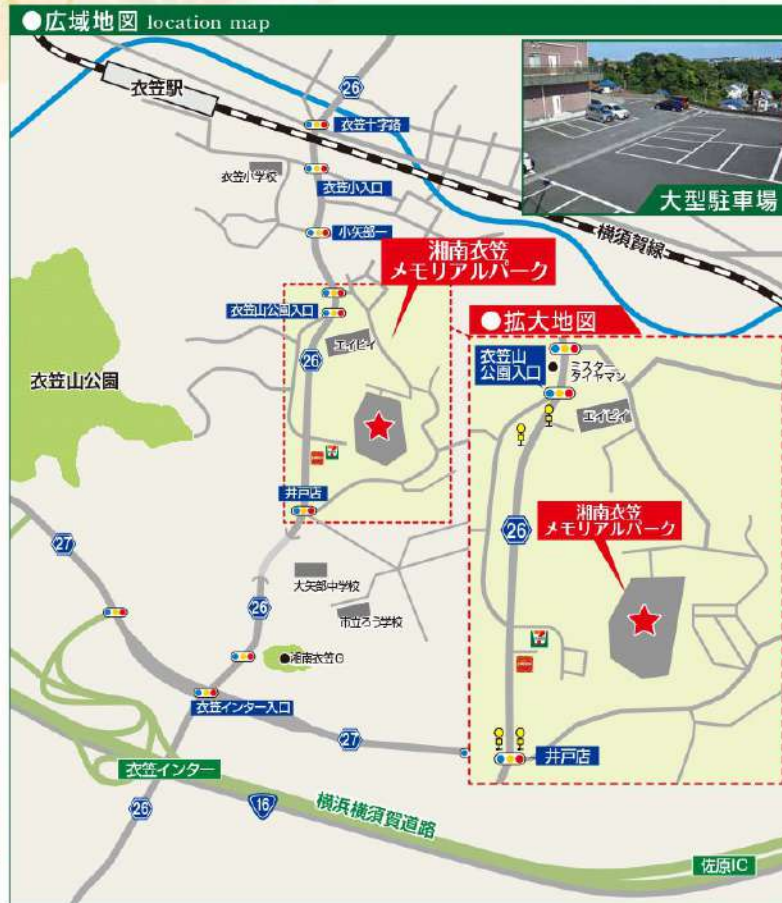 ●広域地図 location map
衣笠駅
26
衣笠十字路
衣笠小学校
衣笠小入口
小矢部一
大型駐車場
横須賀線
湘南衣笠
メモリアルパーク
衣笠山公園入口
エイビイ
26
衣笠山公園
井戸店
●拡大地図
衣笠山
公園入口
ミスター
タイヤマン
エイビイ
湘南衣笠
メモリアルパーク
26
井戸店
27
大矢部中学校
26
市立ろう学校
●湘南衣笠G
衣笠インター入口
27
衣笠インター
26
16
横浜横須賀道路
佐原IC